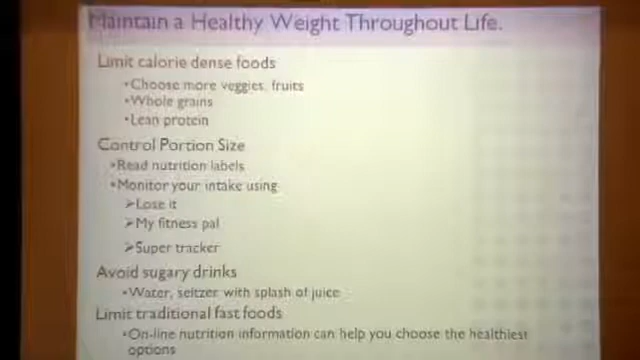 Maintain a Healthy Weight Throughout Life.
Limit calorie dense foods
•Choose more veggies, fruits
•Whole grains
•Lean protein
Control Portion Size
•Read nutrition labels
•Monitor your intake using
➢Lose it
➢My fitness pal
➢Super tracker
Avoid sugary drinks
•Water, seltzer with splash of juice
Limit traditional fast foods
•On-line nutrition information can help you choose the healthiest
options